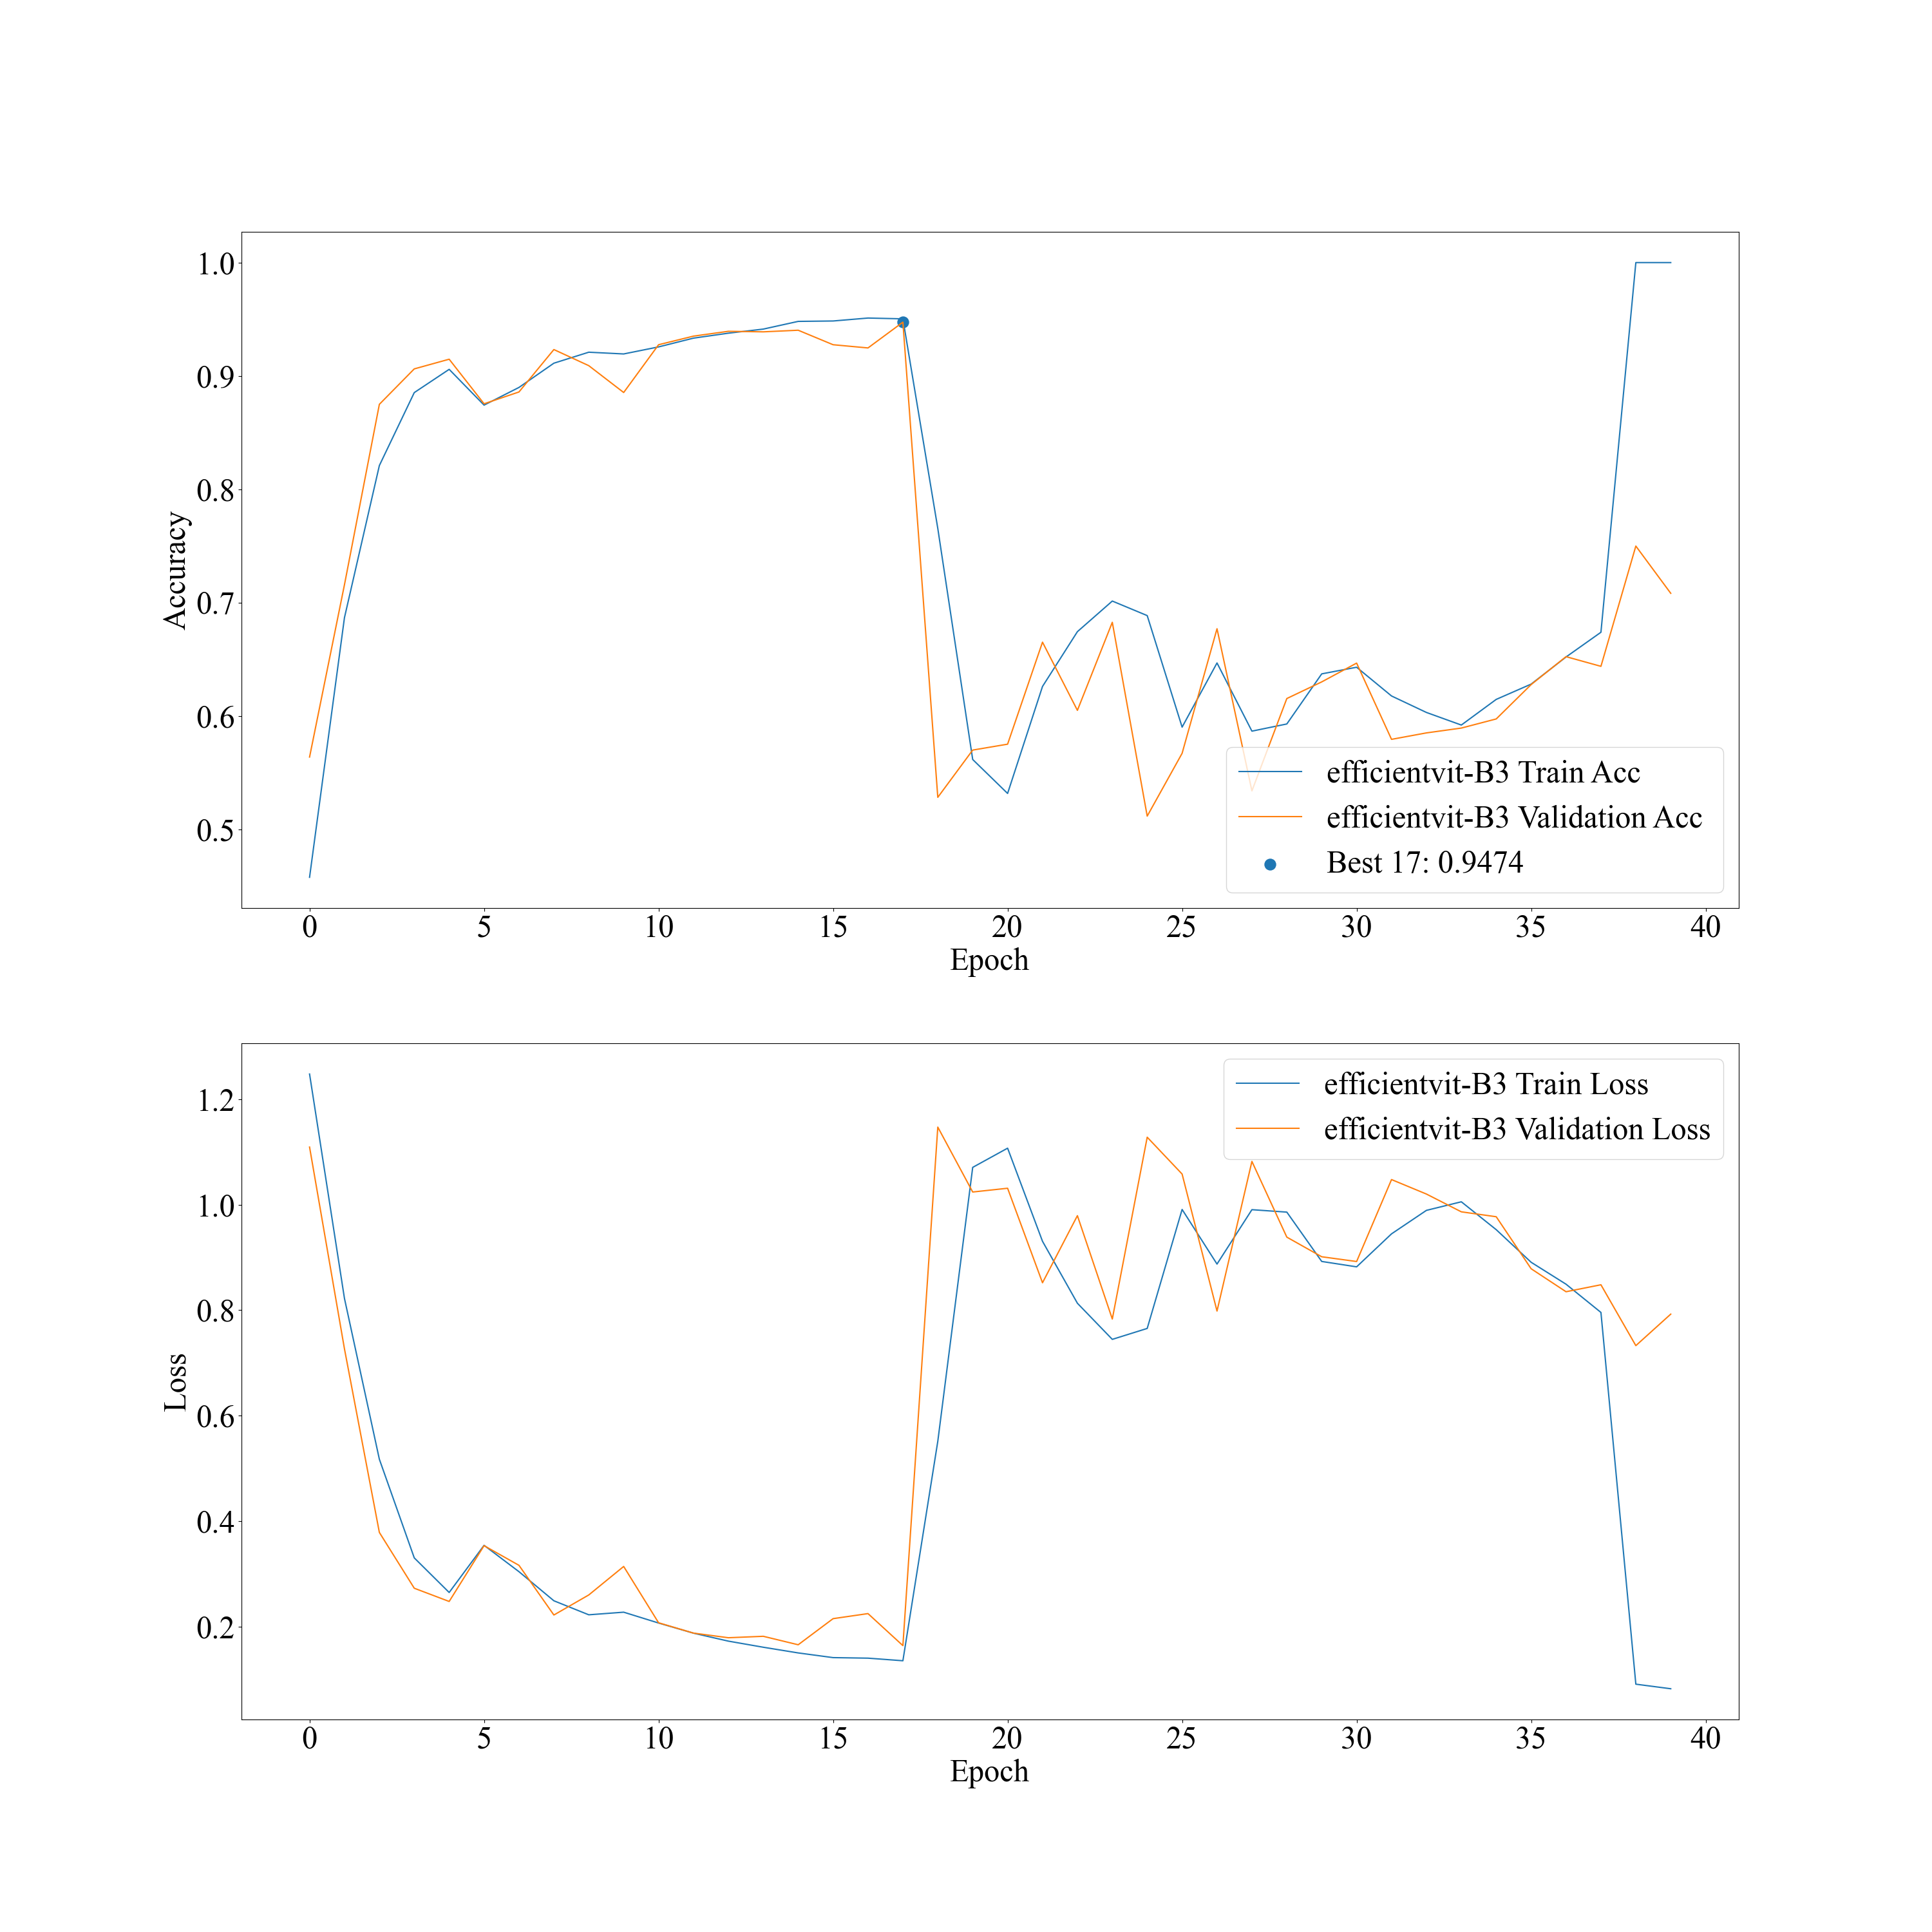 1.0
0.9
0.8
0.7
0.6
0.5
Accuracy
efficientvit-B3 Train Acc
efficientvit-B3 Validation Acc
Best 17: 0.9474
0 5 10 15 20 25 30 35 40
Epoch
1.2
1.0
0.8
0.6
0.4
0.2
Loss
efficientvit-B3 Train Loss
efficientvit-B3 Validation Loss
0 5 10 15 20 25 30 35 40
Epoch